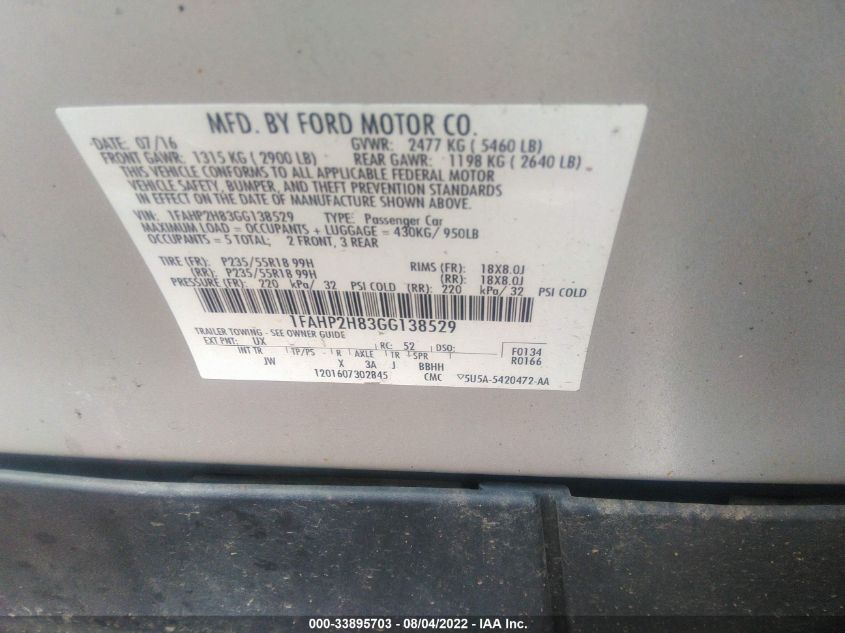 MFD. BY FORD MOTOR CO.
DATE: 07/16 GVWR: 2477 KG ( 5460 LB)
FRONT GAWR: 1315 KG ( 2900 LB) REAR GAWR: 1198 KG ( 2640 LB)
THIS VEHICLE CONFORMS TO ALL APPLICABLE FEDERAL MOTOR
VEHICLE SAFETY, BUMPER, AND THEFT PREVENTION STANDARDS
IN EFFECT ON THE DATE OF MANUFACTURE SHOWN ABOVE.
VIN: 1FAHP2H83GG138529 TYPE: Passenger Car
MAXIMUM LOAD = OCCUPANTS + LUGGAGE = 430KG/ 950LB
OCCUPANTS = 5 TOTAL; 2 FRONT, 3 REAR
TIRE (FR): P235/55R18 99H RIMS (FR): 18X8.0J
(RR): P235/55R18 99H (RR): 18X8.0J
PRESSURE (FR): 220 kPa/ 32 PSI COLD (RR): 220 kPa/ 32 PSI COLD
1FAHP2H83GG138529
TRAILER TOWING - SEE OWNER GUIDE
EXT PNT: UX RC: 52 DSO: F0134
INT TR TP/PS R AXLE TR SPR R0166
JW X 3A J BBHH
1201607302845 CMC ▽5U5A-5420472-AA
000-33895703 - 08/04/2022 - IAA Inc.